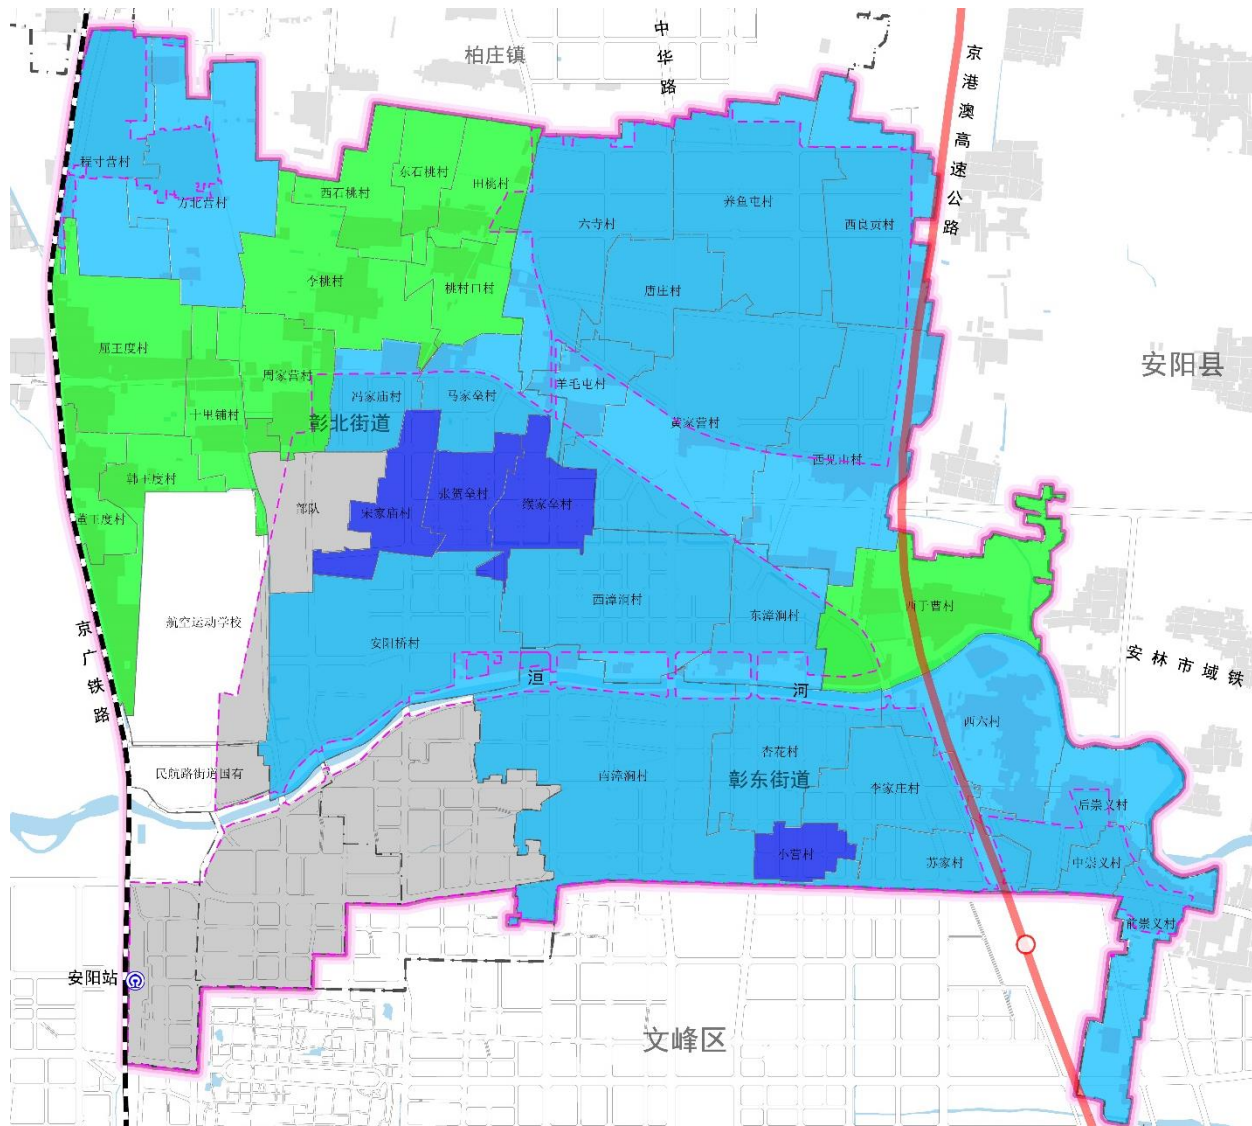 柏庄镇
中华路
京港澳高速公路
程寸营村
方北营村
西石桃村
东石桃村
田桃村
六寺村
养鱼屯村
西良贡村
李桃村
桃村口村
唐庄村
屈王度村
周家营村
十里铺村
冯家庙村
马家垒村
羊毛屯村
黄家营村
西见山村
安阳县
彰北街道
韩王度村
董王度村
部队
宋家庙村
张贺垒村
缑家垒村
航空运动学校
安阳桥村
西漳涧村
东漳涧村
西于曹村
京广铁路
安林市域铁
洹河
西六村
民航路街道国有
南漳涧村
杏花村
彰东街道
李家庄村
后崇义村
小营村
苏家村
中崇义村
前崇义村
安阳站
文峰区